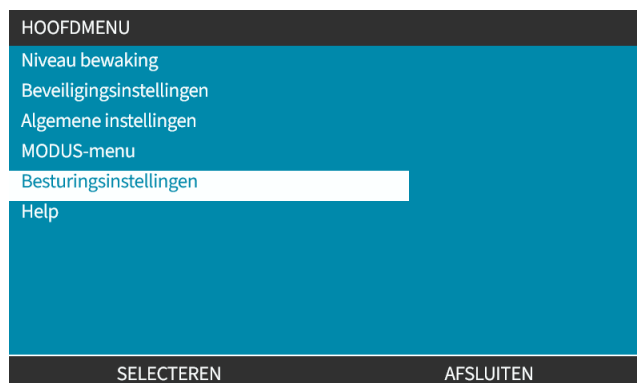 HOOFDMENU
Niveau bewaking
Beveiligingsinstellingen
Algemene instellingen
MODUS-menu
Besturingsinstellingen
Help
SELECTEREN AFSLUITEN